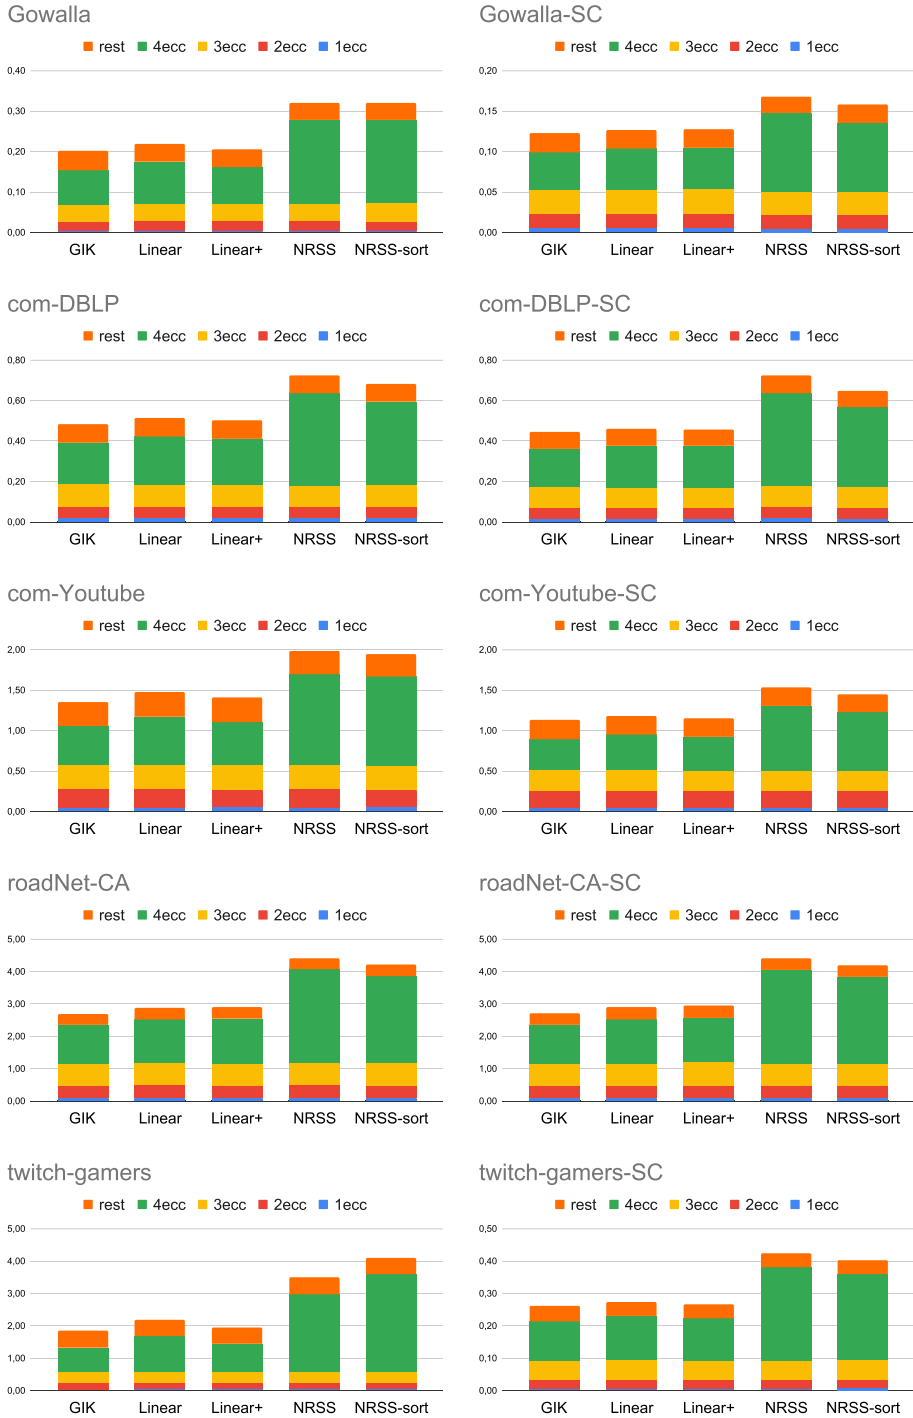 Gowalla
rest 4ecc 3ecc 2ecc 1ecc
0,40
0,30
0,20
0,10
0,00
GIK Linear Linear+ NRSS NRSS-sort
Gowalla-SC
rest 4ecc 3ecc 2ecc 1ecc
0,20
0,15
0,10
0,05
0,00
GIK Linear Linear+ NRSS NRSS-sort
com-DBLP
rest 4ecc 3ecc 2ecc 1ecc
0,80
0,60
0,40
0,20
0,00
GIK Linear Linear+ NRSS NRSS-sort
com-DBLP-SC
rest 4ecc 3ecc 2ecc 1ecc
0,80
0,60
0,40
0,20
0,00
GIK Linear Linear+ NRSS NRSS-sort
com-Youtube
rest 4ecc 3ecc 2ecc 1ecc
2,00
1,50
1,00
0,50
0,00
GIK Linear Linear+ NRSS NRSS-sort
com-Youtube-SC
rest 4ecc 3ecc 2ecc 1ecc
2,00
1,50
1,00
0,50
0,00
GIK Linear Linear+ NRSS NRSS-sort
roadNet-CA
rest 4ecc 3ecc 2ecc 1ecc
5,00
4,00
3,00
2,00
1,00
0,00
GIK Linear Linear+ NRSS NRSS-sort
roadNet-CA-SC
rest 4ecc 3ecc 2ecc 1ecc
5,00
4,00
3,00
2,00
1,00
0,00
GIK Linear Linear+ NRSS NRSS-sort
twitch-gamers
rest 4ecc 3ecc 2ecc 1ecc
5,00
4,00
3,00
2,00
1,00
0,00
GIK Linear Linear+ NRSS NRSS-sort
twitch-gamers-SC
rest 4ecc 3ecc 2ecc 1ecc
0,50
0,40
0,30
0,20
0,10
0,00
GIK Linear Linear+ NRSS NRSS-sort